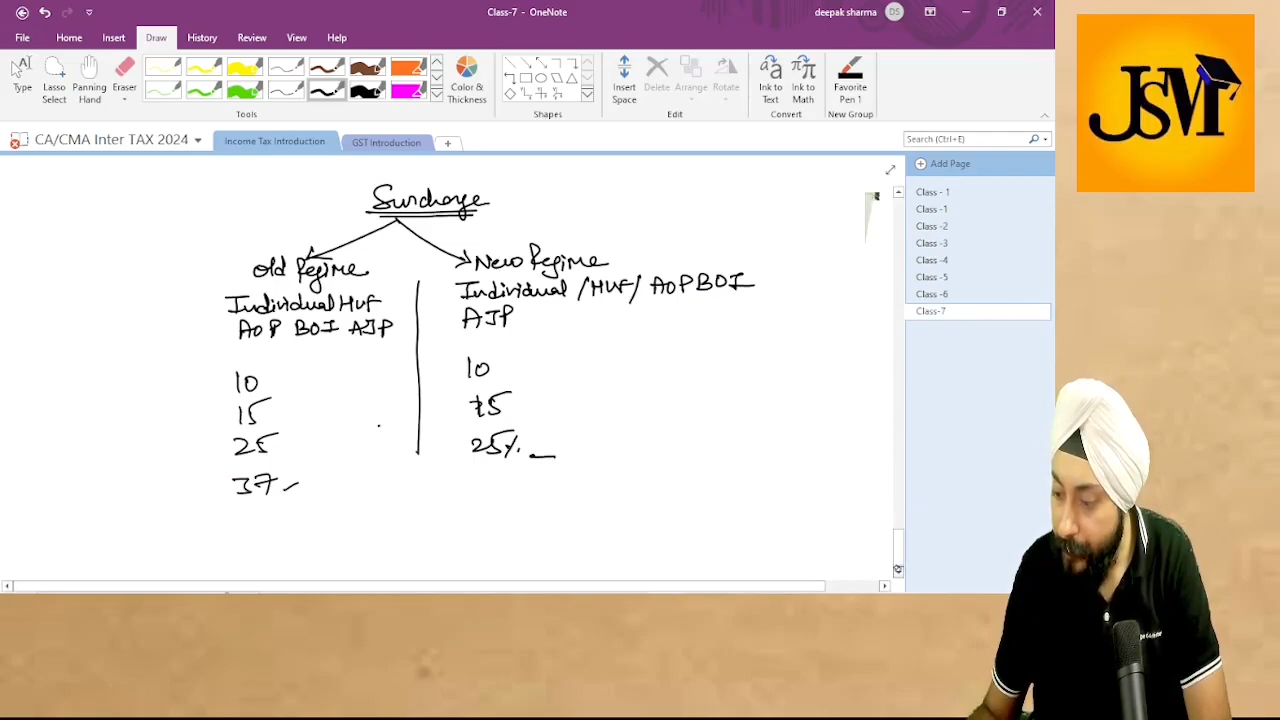 Class-7 - OneNote
deepak sharma
DS
File
Home
Insert
Draw
History
Review
View
Help
Type
Lasso Select
Panning Hand
Eraser
Color & Thickness
Insert Space
Delete
Arrange
Rotate
Ink to Text
Ink to Math
Favorite Pen 1
Tools
Shapes
Edit
Convert
New Group
CA/CMA Inter TAX 2024
Income Tax Introduction
GST Introduction
Search (Ctrl+E)
Add Page
Class - 1
Class -1
Class -2
Class -3
Class -4
Class -5
Class -6
Class-7
Surcharge
Old Regime
Individual HUF
AOP BOI AJP
10
15
25
37
New Regime
Individual /HUF/ AOP BOI
AJP
10
15
25%
JSM